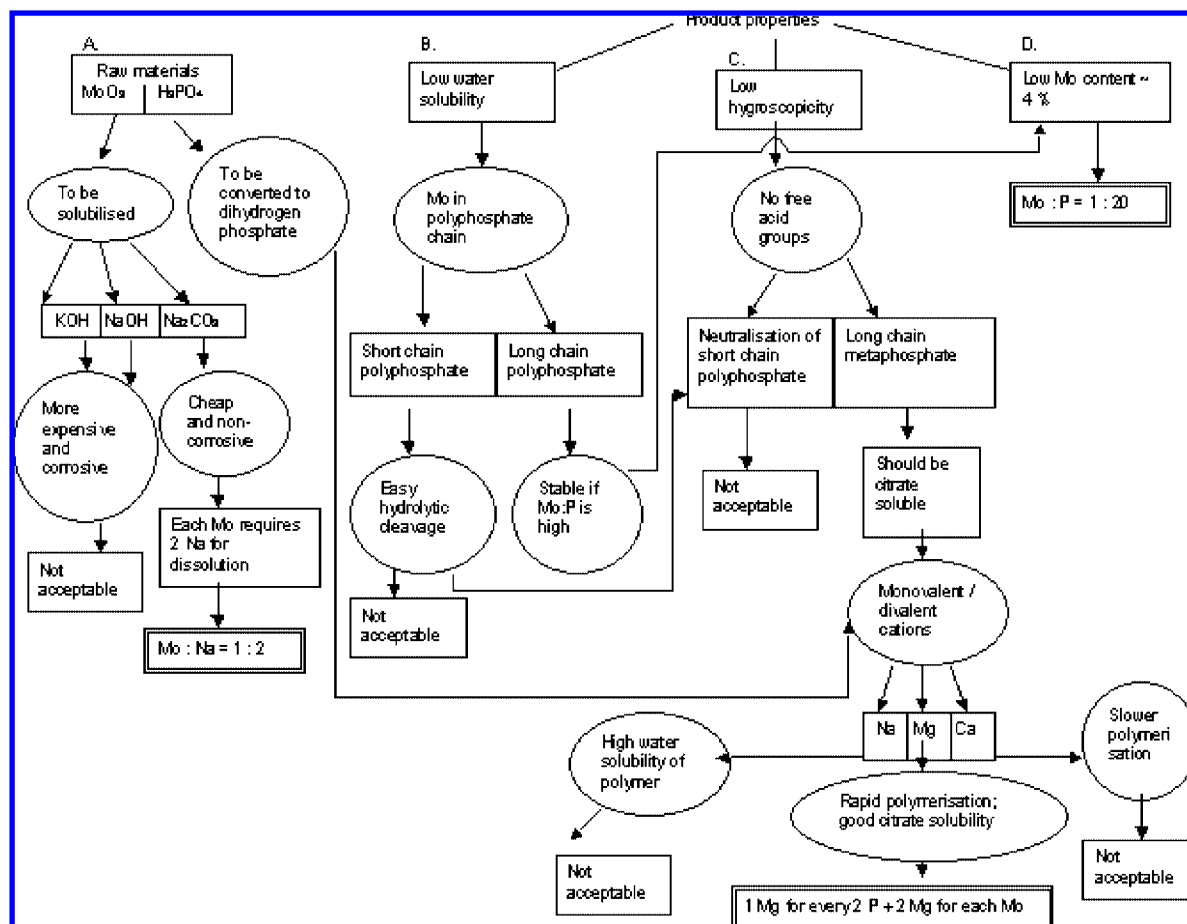 Product properties
A.
Raw materials
MoO₃ H₃PO₄
To be
solubilised
To be
converted to
dihydrogen
phosphate
KOH NaOH Na₂CO₃
More
expensive
and
corrosive
Cheap
and non-
corrosive
Not
acceptable
Each Mo requires
2 Na for
dissolution
Mo : Na = 1 : 2
B.
Low water
solubility
Mo in
polyphosphate
chain
Short chain
polyphosphate
Long chain
polyphosphate
Easy
hydrolytic
cleavage
Stable if
Mo:P is
high
Not
acceptable
C.
Low
hygroscopicity
No free
acid
groups
Neutralisation of
short chain
polyphosphate
Long chain
metaphosphate
Not
acceptable
Should be
citrate
soluble
Monovalent /
divalent
cations
Na Mg Ca
High water
solubility of
polymer
Rapid polymerisation;
good citrate solubility
Slower
polymeri
sation
Not
acceptable
Not
acceptable
1 Mg for every 2 P + 2 Mg for each Mo
D.
Low Mo content ~
4 %
Mo : P = 1 : 20